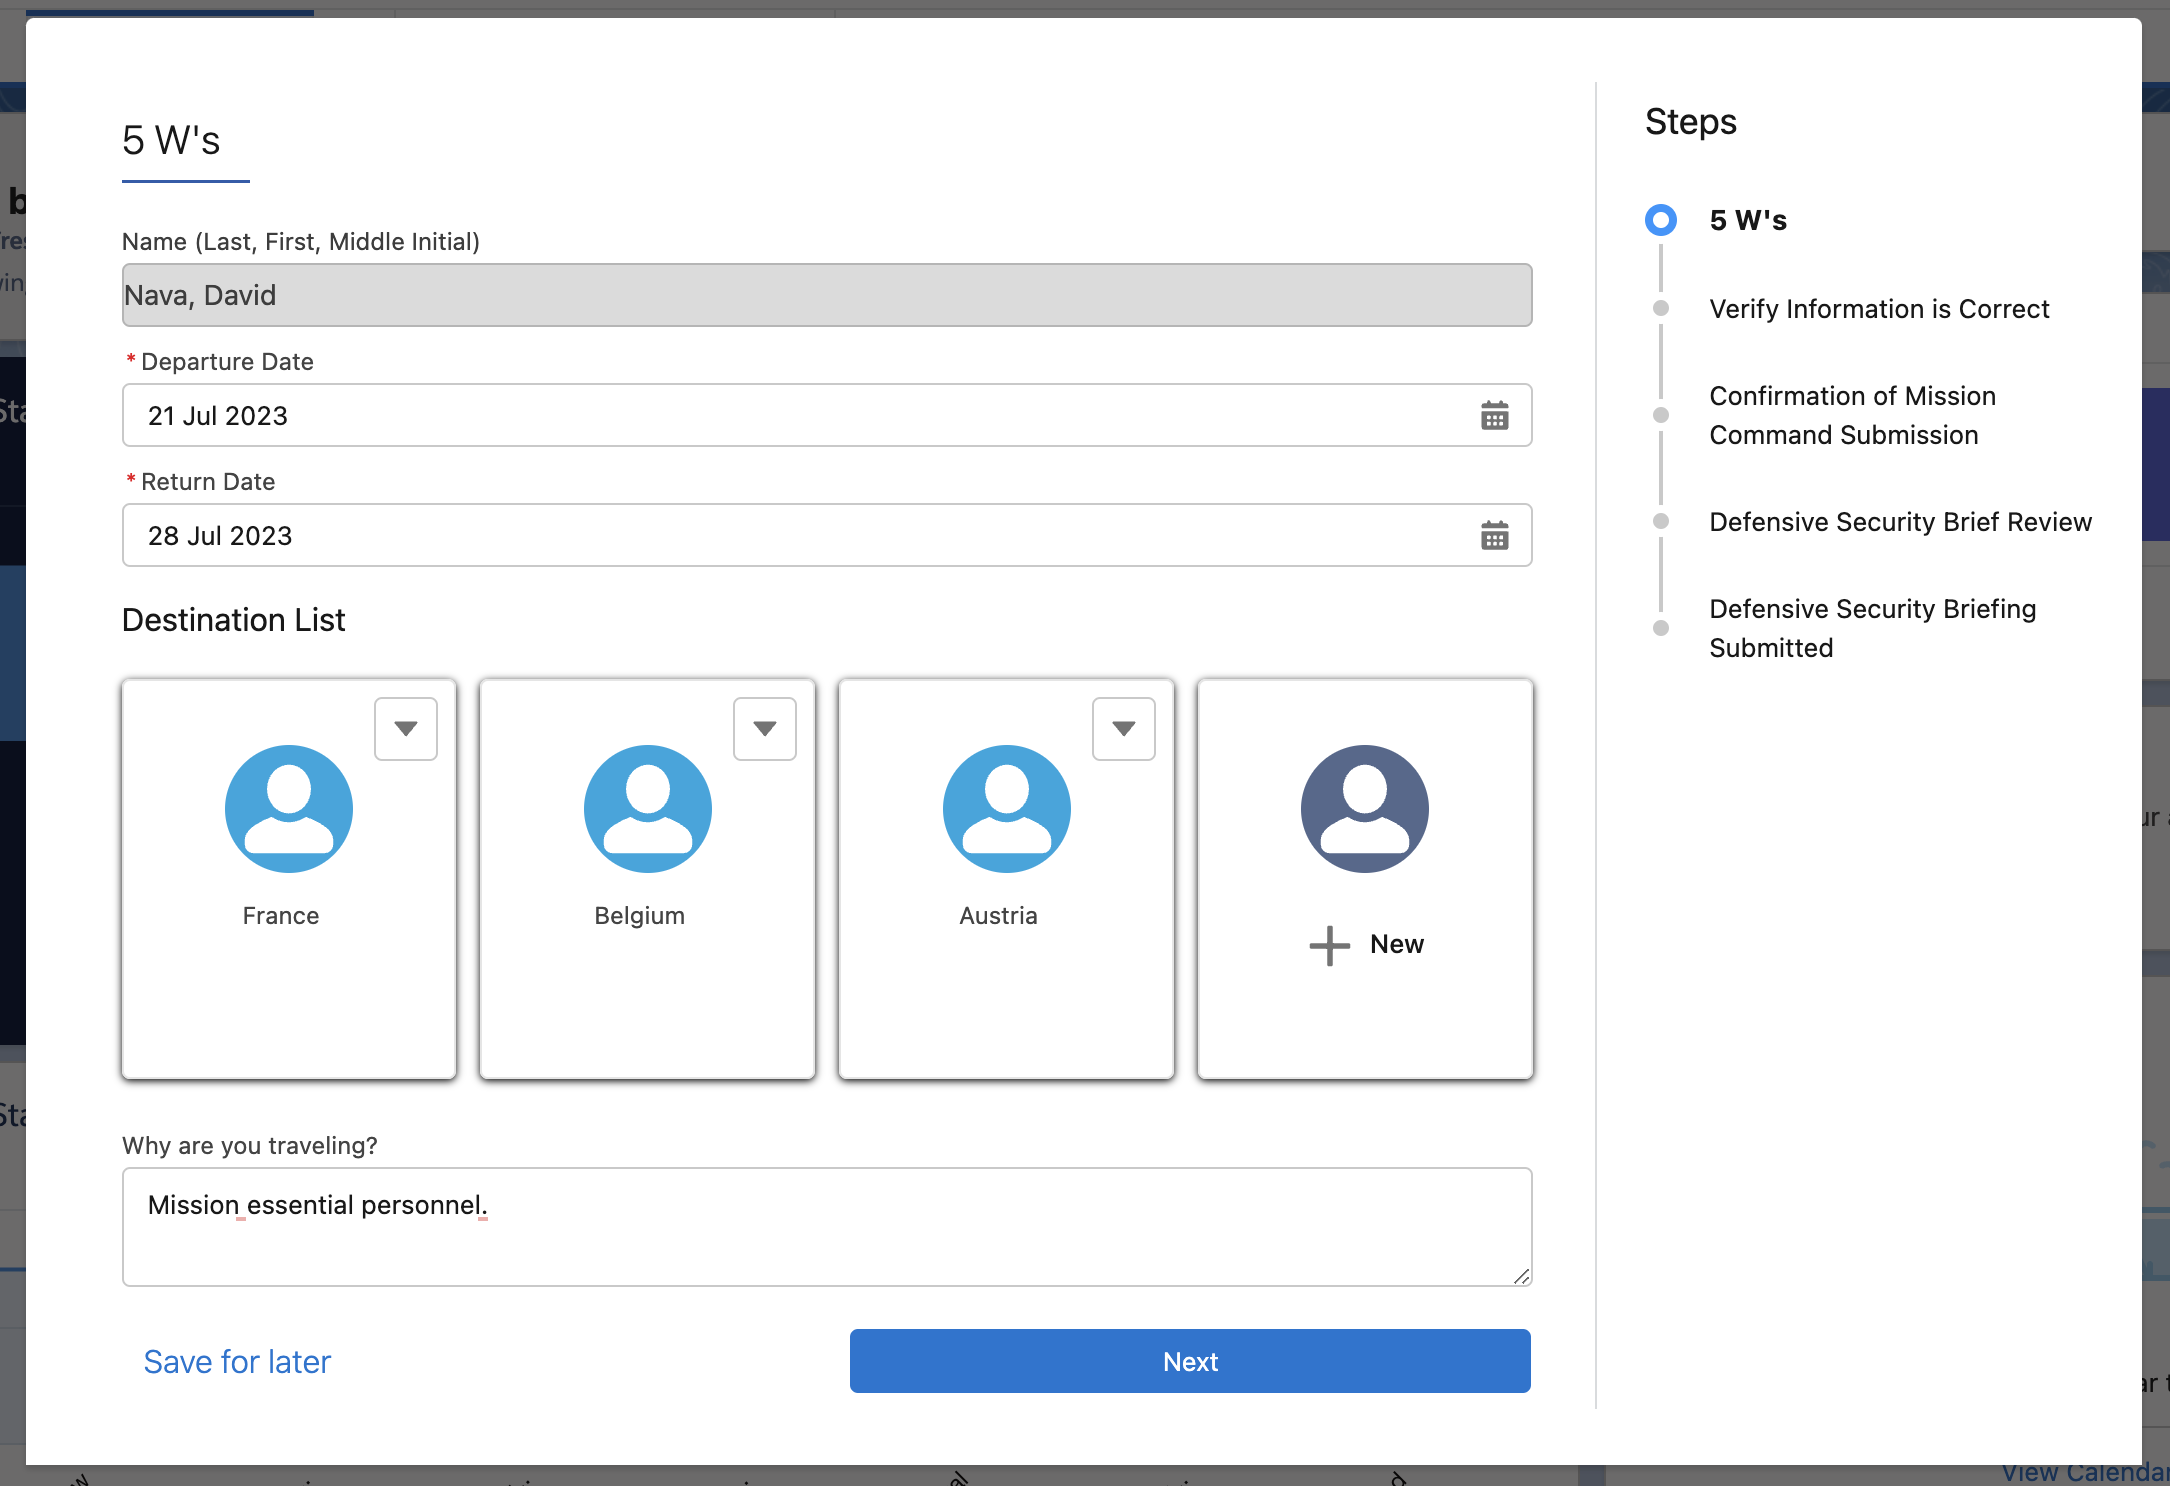 5 W's
Name (Last, First, Middle Initial)
Nava, David
* Departure Date
21 Jul 2023
* Return Date
28 Jul 2023
Destination List
France
Belgium
Austria
New
Why are you traveling?
Mission essential personnel.
Save for later
Next
Steps
5 W's
Verify Information is Correct
Confirmation of Mission
Command Submission
Defensive Security Brief Review
Defensive Security Briefing
Submitted
View Calendar